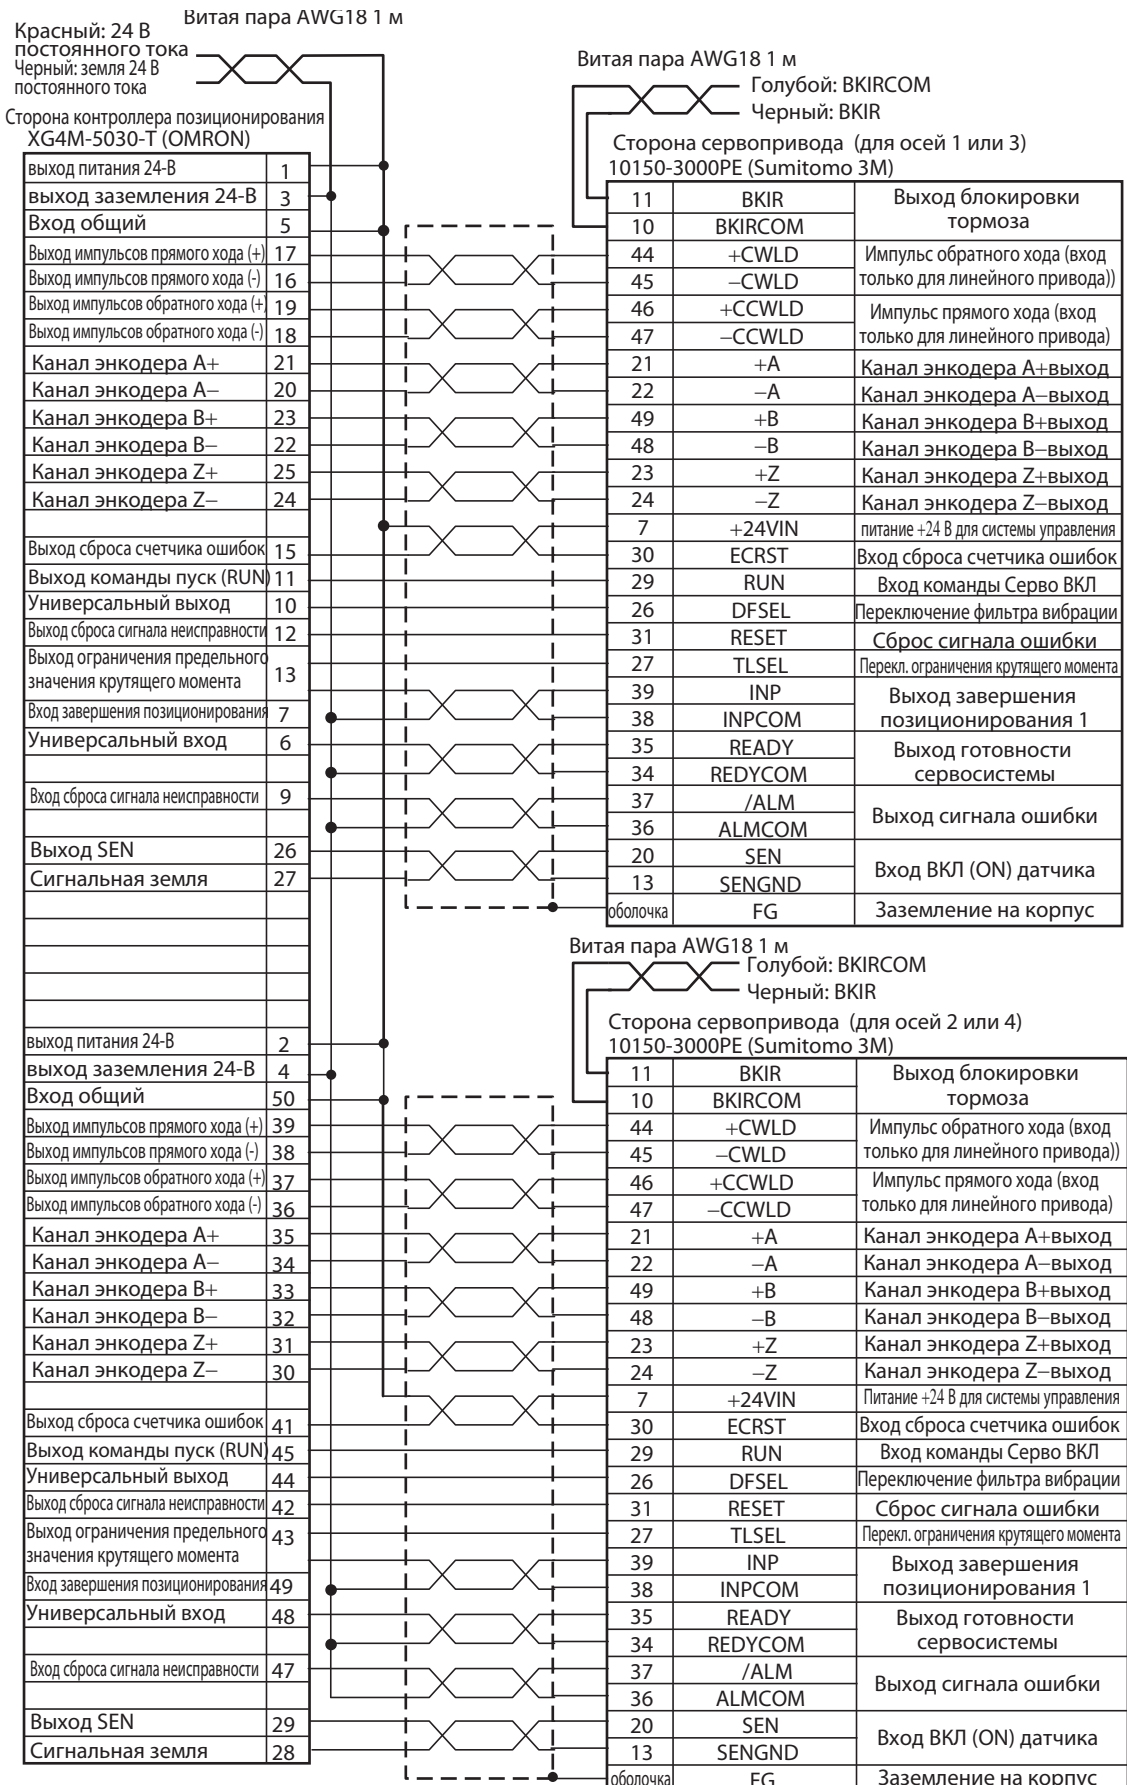 Витая пара AWG18 1 м
Красный: 24 В
постоянного тока
Черный: земля 24 В
постоянного тока
Сторона контроллера позиционирования
XG4M-5030-T (OMRON)
выход питания 24-В 1
выход заземления 24-В 3
Вход общий 5
Выход импульсов прямого хода (+) 17
Выход импульсов прямого хода (-) 16
Выход импульсов обратного хода (+) 19
Выход импульсов обратного хода (-) 18
Канал энкодера A+ 21
Канал энкодера A− 20
Канал энкодера B+ 23
Канал энкодера B− 22
Канал энкодера Z+ 25
Канал энкодера Z− 24
Выход сброса счетчика ошибок 15
Выход команды пуск (RUN) 11
Универсальный выход 10
Выход сброса сигнала неисправности 12
Выход ограничения предельного
значения крутящего момента 13
Вход завершения позиционирования 7
Универсальный вход 6
Вход сброса сигнала неисправности 9
Выход SEN 26
Сигнальная земля 27
выход питания 24-В 2
выход заземления 24-В 4
Вход общий 50
Выход импульсов прямого хода (+) 39
Выход импульсов прямого хода (-) 38
Выход импульсов обратного хода (+) 37
Выход импульсов обратного хода (-) 36
Канал энкодера A+ 35
Канал энкодера A− 34
Канал энкодера B+ 33
Канал энкодера B− 32
Канал энкодера Z+ 31
Канал энкодера Z− 30
Выход сброса счетчика ошибок 41
Выход команды пуск (RUN) 45
Универсальный выход 44
Выход сброса сигнала неисправности 42
Выход ограничения предельного 43
значения крутящего момента
Вход завершения позиционирования 49
Универсальный вход 48
Вход сброса сигнала неисправности 47
Выход SEN 29
Сигнальная земля 28
Витая пара AWG18 1 м
Голубой: BKIRCOM
Черный: BKIR
Сторона сервопривода (для осей 1 или 3)
10150-3000PE (Sumitomo 3M)
11 BKIR Выход блокировки
10 BKIRCOM тормоза
44 +CWLD Импульс обратного хода (вход
45 −CWLD только для линейного привода))
46 +CCWLD Импульс прямого хода (вход
47 −CCWLD только для линейного привода)
21 +A Канал энкодера A+выход
22 −A Канал энкодера A−выход
49 +B Канал энкодера B+выход
48 −B Канал энкодера B−выход
23 +Z Канал энкодера Z+выход
24 −Z Канал энкодера Z−выход
7 +24VIN питание +24 В для системы управления
30 ECRST Вход сброса счетчика ошибок
29 RUN Вход команды Серво ВКЛ
26 DFSEL Переключение фильтра вибрации
31 RESET Сброс сигнала ошибки
27 TLSEL Перекл. ограничения крутящего момента
39 INP Выход завершения
38 INPCOM позиционирования 1
35 READY Выход готовности
34 REDYCOM сервосистемы
37 /ALM Выход сигнала ошибки
36 ALMCOM
20 SEN Вход ВКЛ (ON) датчика
13 SENGND
оболочка FG Заземление на корпус
Витая пара AWG18 1 м
Голубой: BKIRCOM
Черный: BKIR
Сторона сервопривода (для осей 2 или 4)
10150-3000PE (Sumitomo 3M)
11 BKIR Выход блокировки
10 BKIRCOM тормоза
44 +CWLD Импульс обратного хода (вход
45 −CWLD только для линейного привода))
46 +CCWLD Импульс прямого хода (вход
47 −CCWLD только для линейного привода)
21 +A Канал энкодера A+выход
22 −A Канал энкодера A−выход
49 +B Канал энкодера B+выход
48 −B Канал энкодера B−выход
23 +Z Канал энкодера Z+выход
24 −Z Канал энкодера Z−выход
7 +24VIN Питание +24 В для системы управления
30 ECRST Вход сброса счетчика ошибок
29 RUN Вход команды Серво ВКЛ
26 DFSEL Переключение фильтра вибрации
31 RESET Сброс сигнала ошибки
27 TLSEL Перекл. ограничения крутящего момента
39 INP Выход завершения
38 INPCOM позиционирования 1
35 READY Выход готовности
34 REDYCOM сервосистемы
37 /ALM Выход сигнала ошибки
36 ALMCOM
20 SEN Вход ВКЛ (ON) датчика
13 SENGND
оболочка FG Заземление на корпус